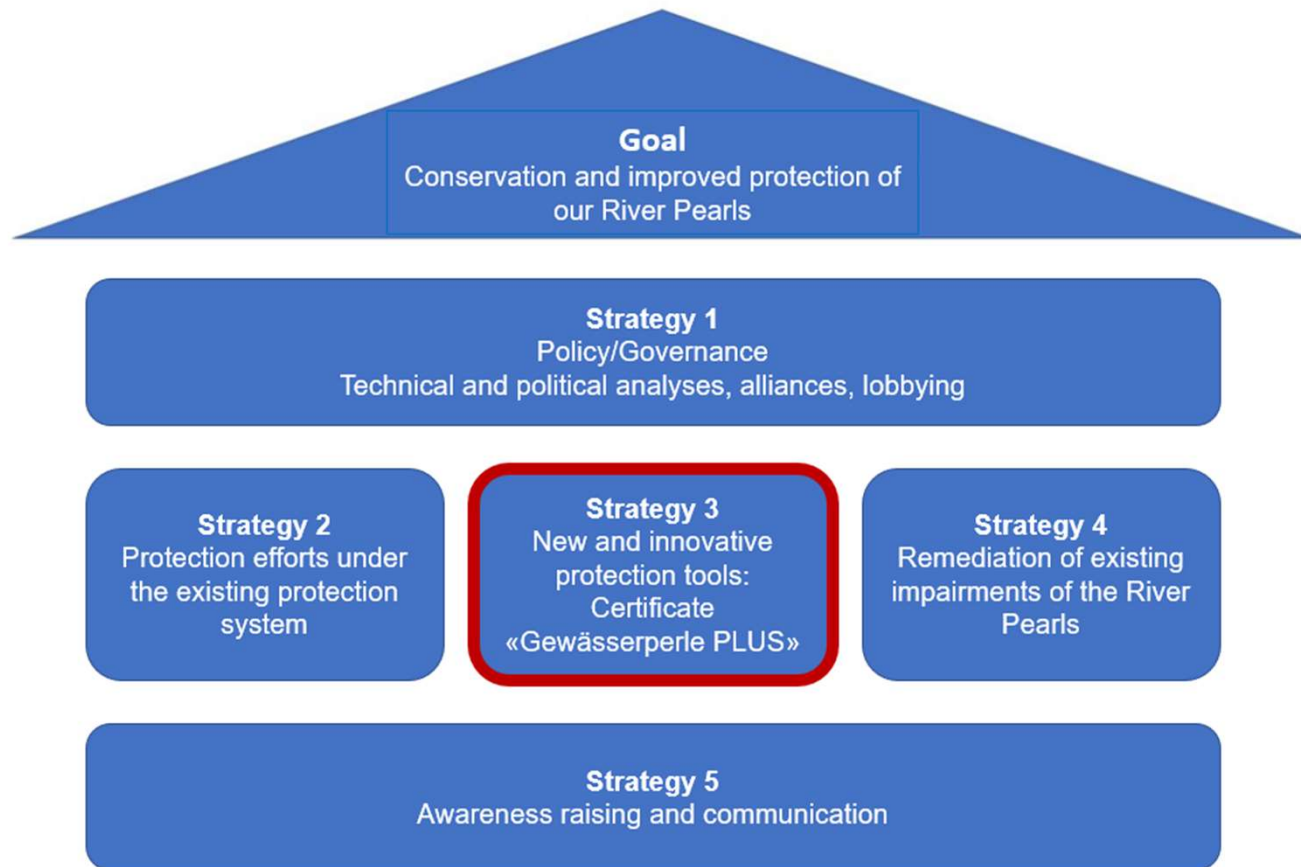 Goal
Conservation and improved protection of
our River Pearls
Strategy 1
Policy/Governance
Technical and political analyses, alliances, lobbying
Strategy 2
Protection efforts under
the existing protection
system
Strategy 3
New and innovative
protection tools:
Certificate
«Gewässerperle PLUS»
Strategy 4
Remediation of existing
impairments of the River
Pearls
Strategy 5
Awareness raising and communication